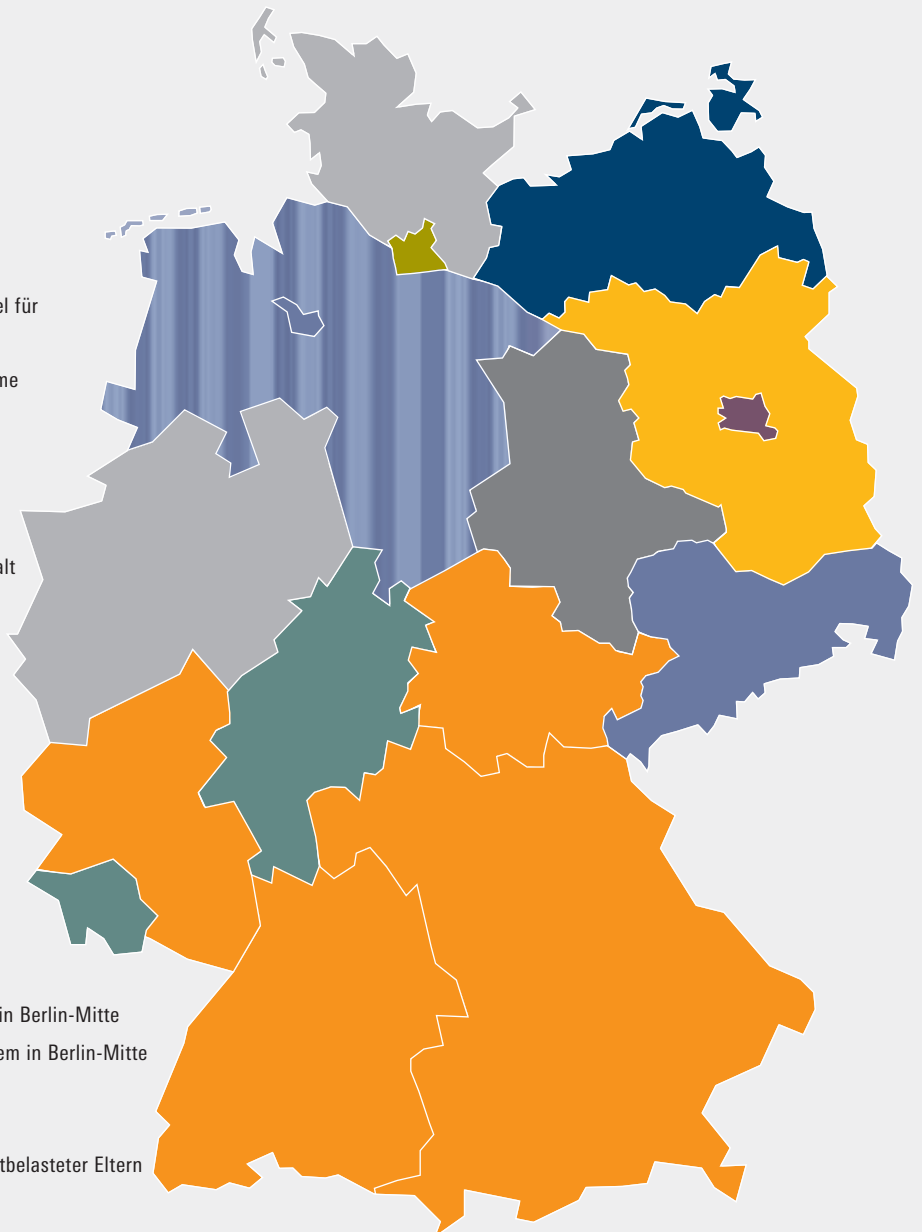 el für
me
alt
in Berlin-Mitte
em in Berlin-Mitte
tbelasteter Eltern